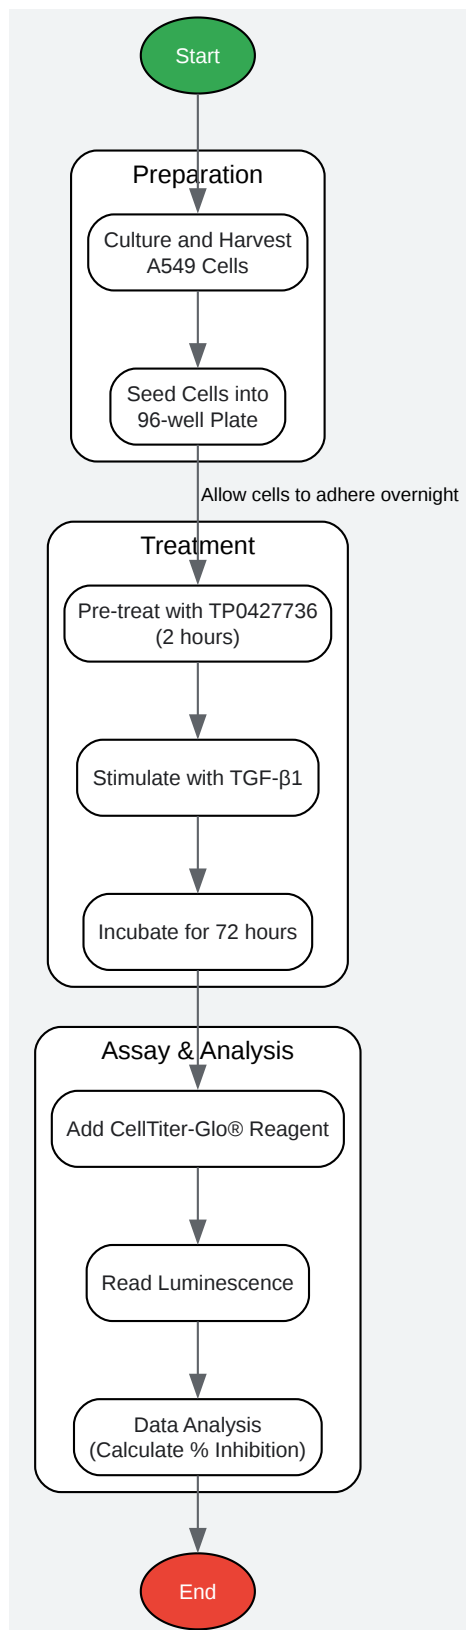 Start
Preparation
Culture and Harvest
A549 Cells
Seed Cells into
96-well Plate
Allow cells to adhere overnight
Treatment
Pre-treat with TP0427736
(2 hours)
Stimulate with TGF-β1
Incubate for 72 hours
Assay & Analysis
Add CellTiter-Glo® Reagent
Read Luminescence
Data Analysis
(Calculate % Inhibition)
End